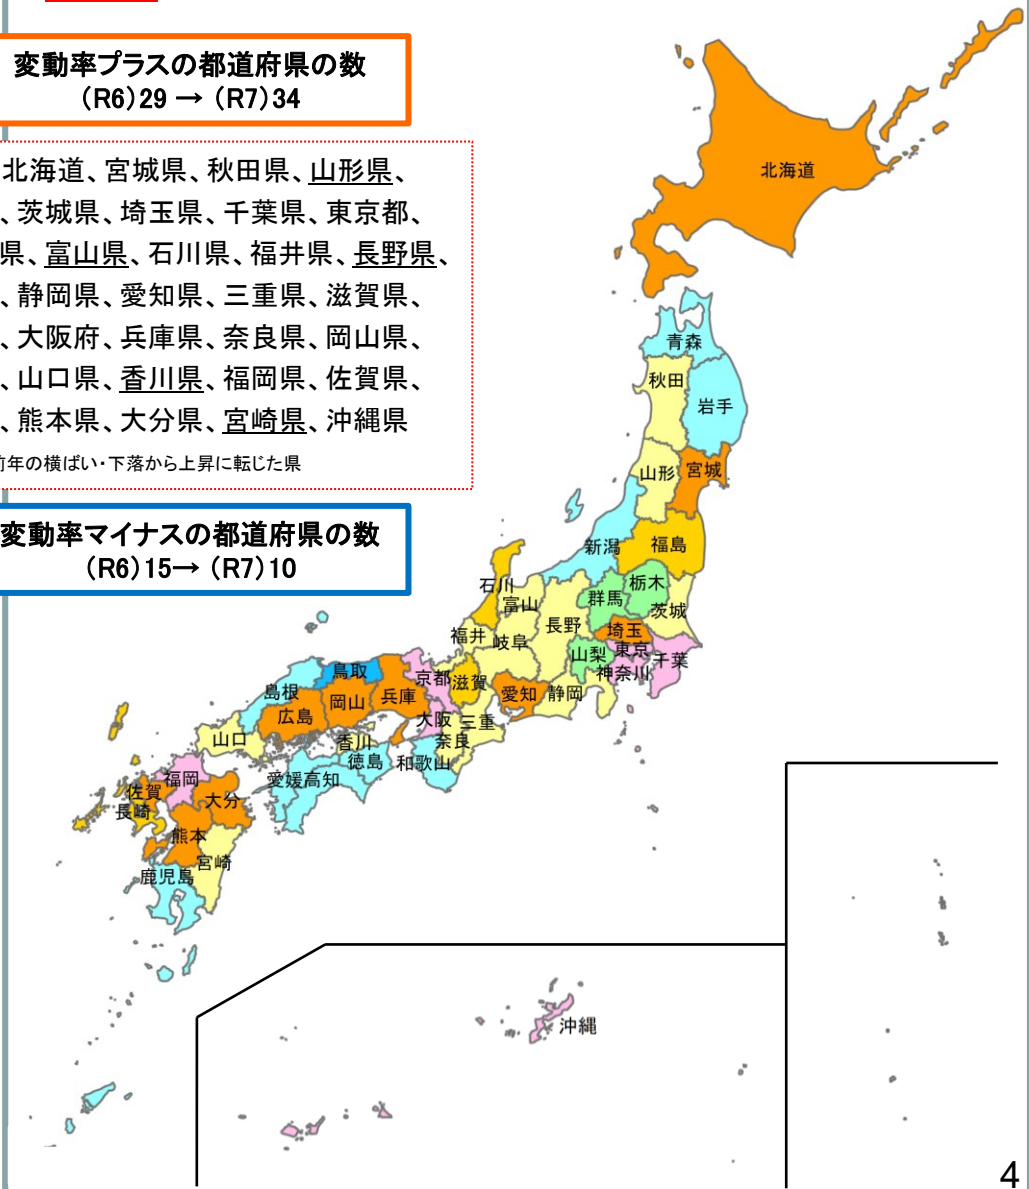 変動率プラスの都道府県の数
(R6)29 → (R7)34
北海道、宮城県、秋田県、山形県、
、茨城県、埼玉県、千葉県、東京都、
県、富山県、石川県、福井県、長野県、
、静岡県、愛知県、三重県、滋賀県、
、大阪府、兵庫県、奈良県、岡山県、
、山口県、香川県、福岡県、佐賀県、
、熊本県、大分県、宮崎県、沖縄県
前年の横ばい・下落から上昇に転じた県
変動率マイナスの都道府県の数
(R6)15→ (R7)10
北海道
青森
秋田
岩手
山形
宮城
新潟
福島
石川
富山
群馬
栃木
茨城
長野
福井
岐阜
埼玉
東京
千葉
山梨
神奈川
静岡
愛知
滋賀
京都
三重
大阪
奈良
和歌山
兵庫
鳥取
島根
岡山
広島
山口
香川
徳島
愛媛
高知
福岡
佐賀
長崎
大分
熊本
宮崎
鹿児島
沖縄
4